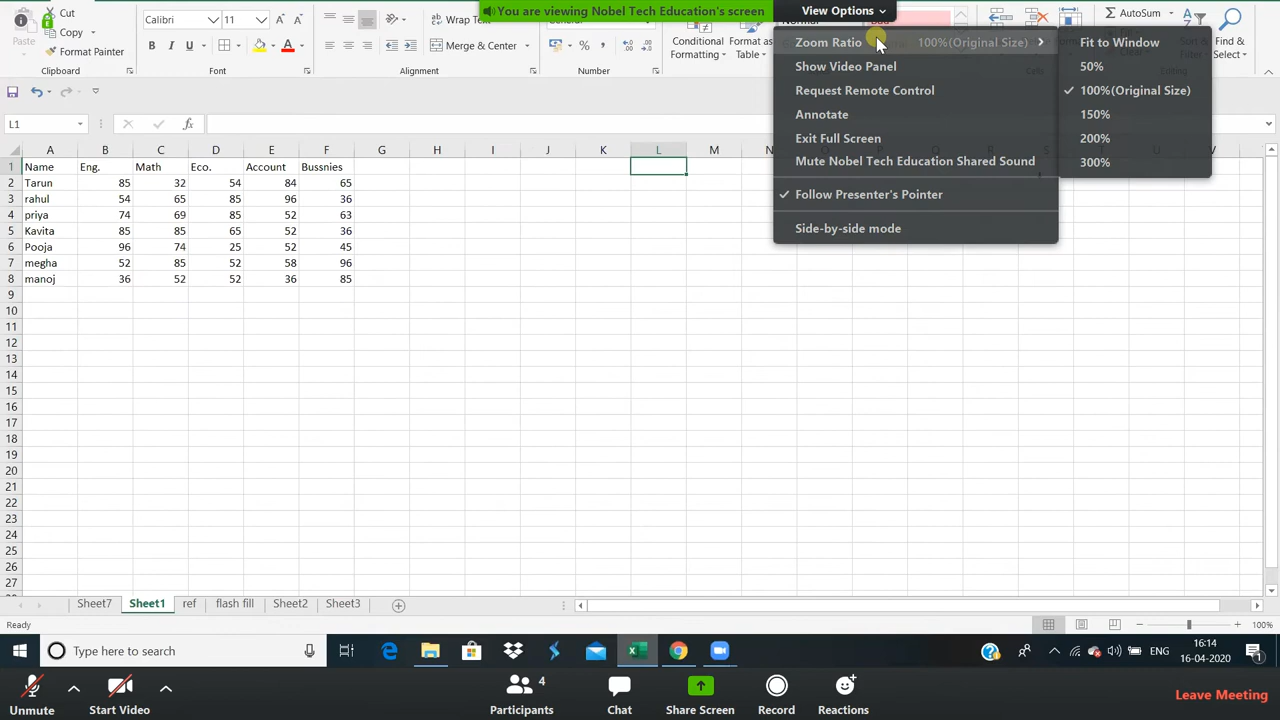 Cut
Copy
Format Painter
Clipboard
Calibri
11
B I U
Font
Wrap Text
Merge & Center
Alignment
%
Number
You are viewing Nobel Tech Education's screen
View Options
Conditional
Formatting
Normal
Bad
AutoSum
Find &
Select
Zoom Ratio 100%(Original Size)
Show Video Panel
Request Remote Control
Annotate
Exit Full Screen
Mute Nobel Tech Education Shared Sound
Follow Presenter's Pointer
Side-by-side mode
Fit to Window
50%
100%(Original Size)
150%
200%
300%
L1
fx
A B C D E F G H I J K L M N
1 Name Eng. Math Eco. Account Bussnies
2 Tarun 85 32 54 84 65
3 rahul 54 65 85 96 36
4 priya 74 69 85 52 63
5 Kavita 85 85 65 52 36
6 Pooja 96 74 25 52 45
7 megha 52 85 52 58 96
8 manoj 36 52 52 36 85
9
10
11
12
13
14
15
16
17
18
19
20
21
22
23
24
25
26
27
Sheet7 Sheet1 ref flash fill Sheet2 Sheet3
Ready
100%
Type here to search
ENG
16:14
16-04-2020
1
Unmute
Start Video
4
Participants
Chat
Share Screen
Record
Reactions
Leave Meeting